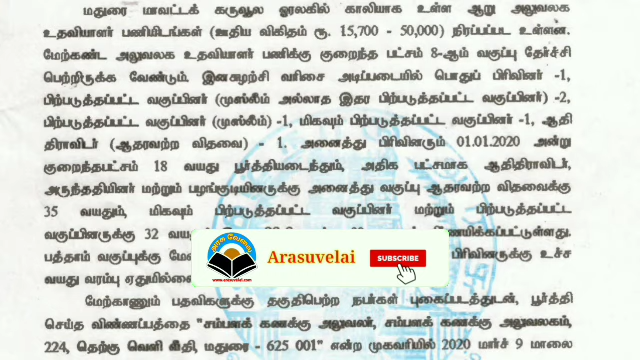 மதுரை மாவட்டக் கருவூல ஓரலகில் காலியாக உள்ள ஆறு அலுவலக
உதவியாளர் பணியிடங்கள் (ஊதிய விகிதம் ரூ. 15,700 - 50,000) நிரப்பப்பட உள்ளன.
மேற்கண்ட அலுவலக உதவியாளர் பணிக்கு குறைந்த பட்சம் 8-ஆம் வகுப்பு தேர்ச்சி
பெற்றிருக்க வேண்டும். இனசுழற்சி வரிசை அடிப்படையில் பொதுப் பிரிவினர் -1,
பிற்படுத்தப்பட்ட வகுப்பினர் (முஸ்லீம் அல்லாத இதர பிற்படுத்தப்பட்ட வகுப்பினர்) -2,
பிற்படுத்தப்பட்ட வகுப்பினர் (முஸ்லீம்) -1, மிகவும் பிற்படுத்தப்பட்ட வகுப்பினர் -1, ஆதி
திராவிடர் (ஆதரவற்ற விதவை) - 1. அனைத்து பிரிவினரும் 01.01.2020 அன்று
குறைந்தபட்சம் 18 வயது பூர்த்தியடைந்தும், அதிக பட்சமாக ஆதிதிராவிடர்,
அருந்ததியினர் மற்றும் பழங்குடியினருக்கு அனைத்து வகுப்பு ஆதரவற்ற விதவைக்கு
35 வயதும், மிகவும் பிற்படுத்தப்பட்ட வகுப்பினர் மற்றும் பிற்படுத்தப்பட்ட
வகுப்பினருக்கு 32
பத்தாம் வகுப்புக்கு பிரிவினருக்கு உச்ச
வயது வரம்பு
அரசு வேலை
www.arasuvelai.com
Arasuvelai
SUBSCRIBE
மேற்காணும் பதவிகளுக்கு தகுதிபெற்ற நபர்கள் புகைப்படத்துடன், பூர்த்தி
செய்த விண்ணப்பத்தை "சம்பளக் கணக்கு அலுவலர், சம்பளக் கணக்கு அலுவலகம்,
224, தெற்கு வெளி வீதி, மதுரை - 625 001" என்ற முகவரியில் 2020 மார்ச் 9 மாலை